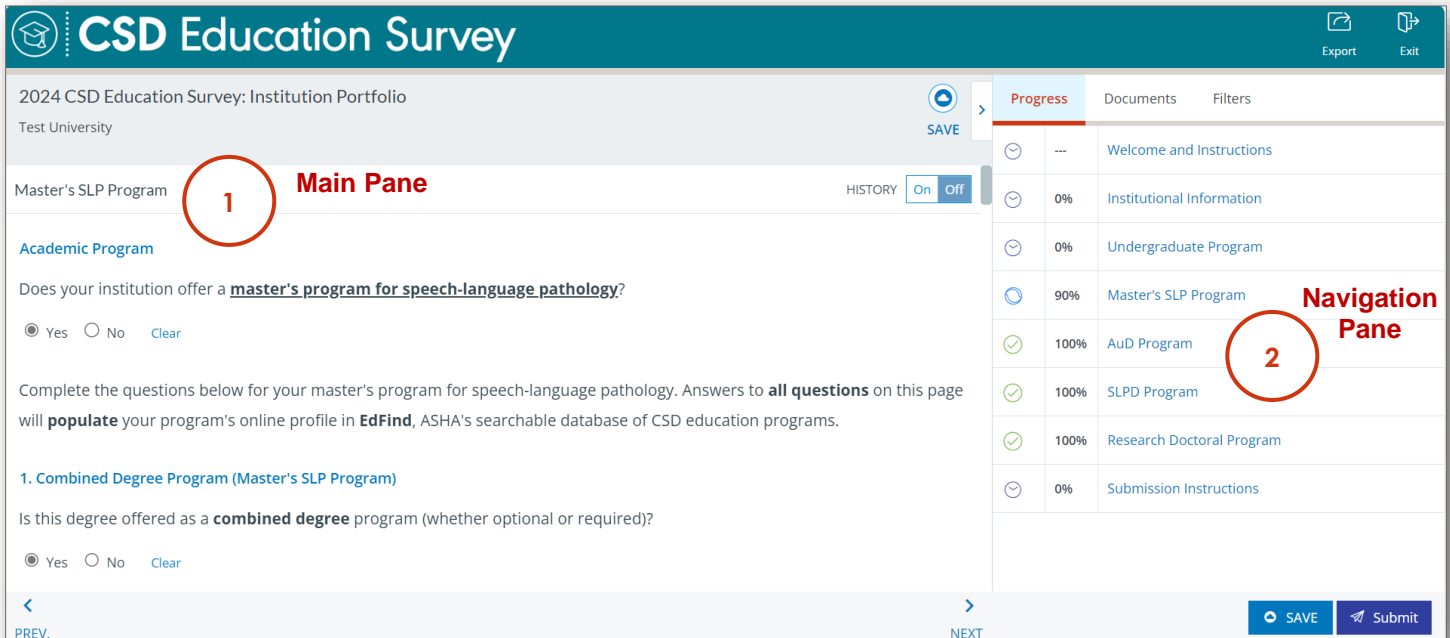 CSD Education Survey
Export
Exit
2024 CSD Education Survey: Institution Portfolio
Test University
SAVE
Master's SLP Program
1
Main Pane
HISTORY On Off
Academic Program
Does your institution offer a master's program for speech-language pathology?
Yes No Clear
Complete the questions below for your master's program for speech-language pathology. Answers to all questions on this page
will populate your program's online profile in EdFind, ASHA's searchable database of CSD education programs.
1. Combined Degree Program (Master's SLP Program)
Is this degree offered as a combined degree program (whether optional or required)?
Yes No Clear
PREV.
NEXT
Progress Documents Filters
--- Welcome and Instructions
0% Institutional Information
0% Undergraduate Program
90% Master's SLP Program
100% AuD Program
100% SLPD Program
100% Research Doctoral Program
0% Submission Instructions
Navigation
Pane
2
SAVE
Submit